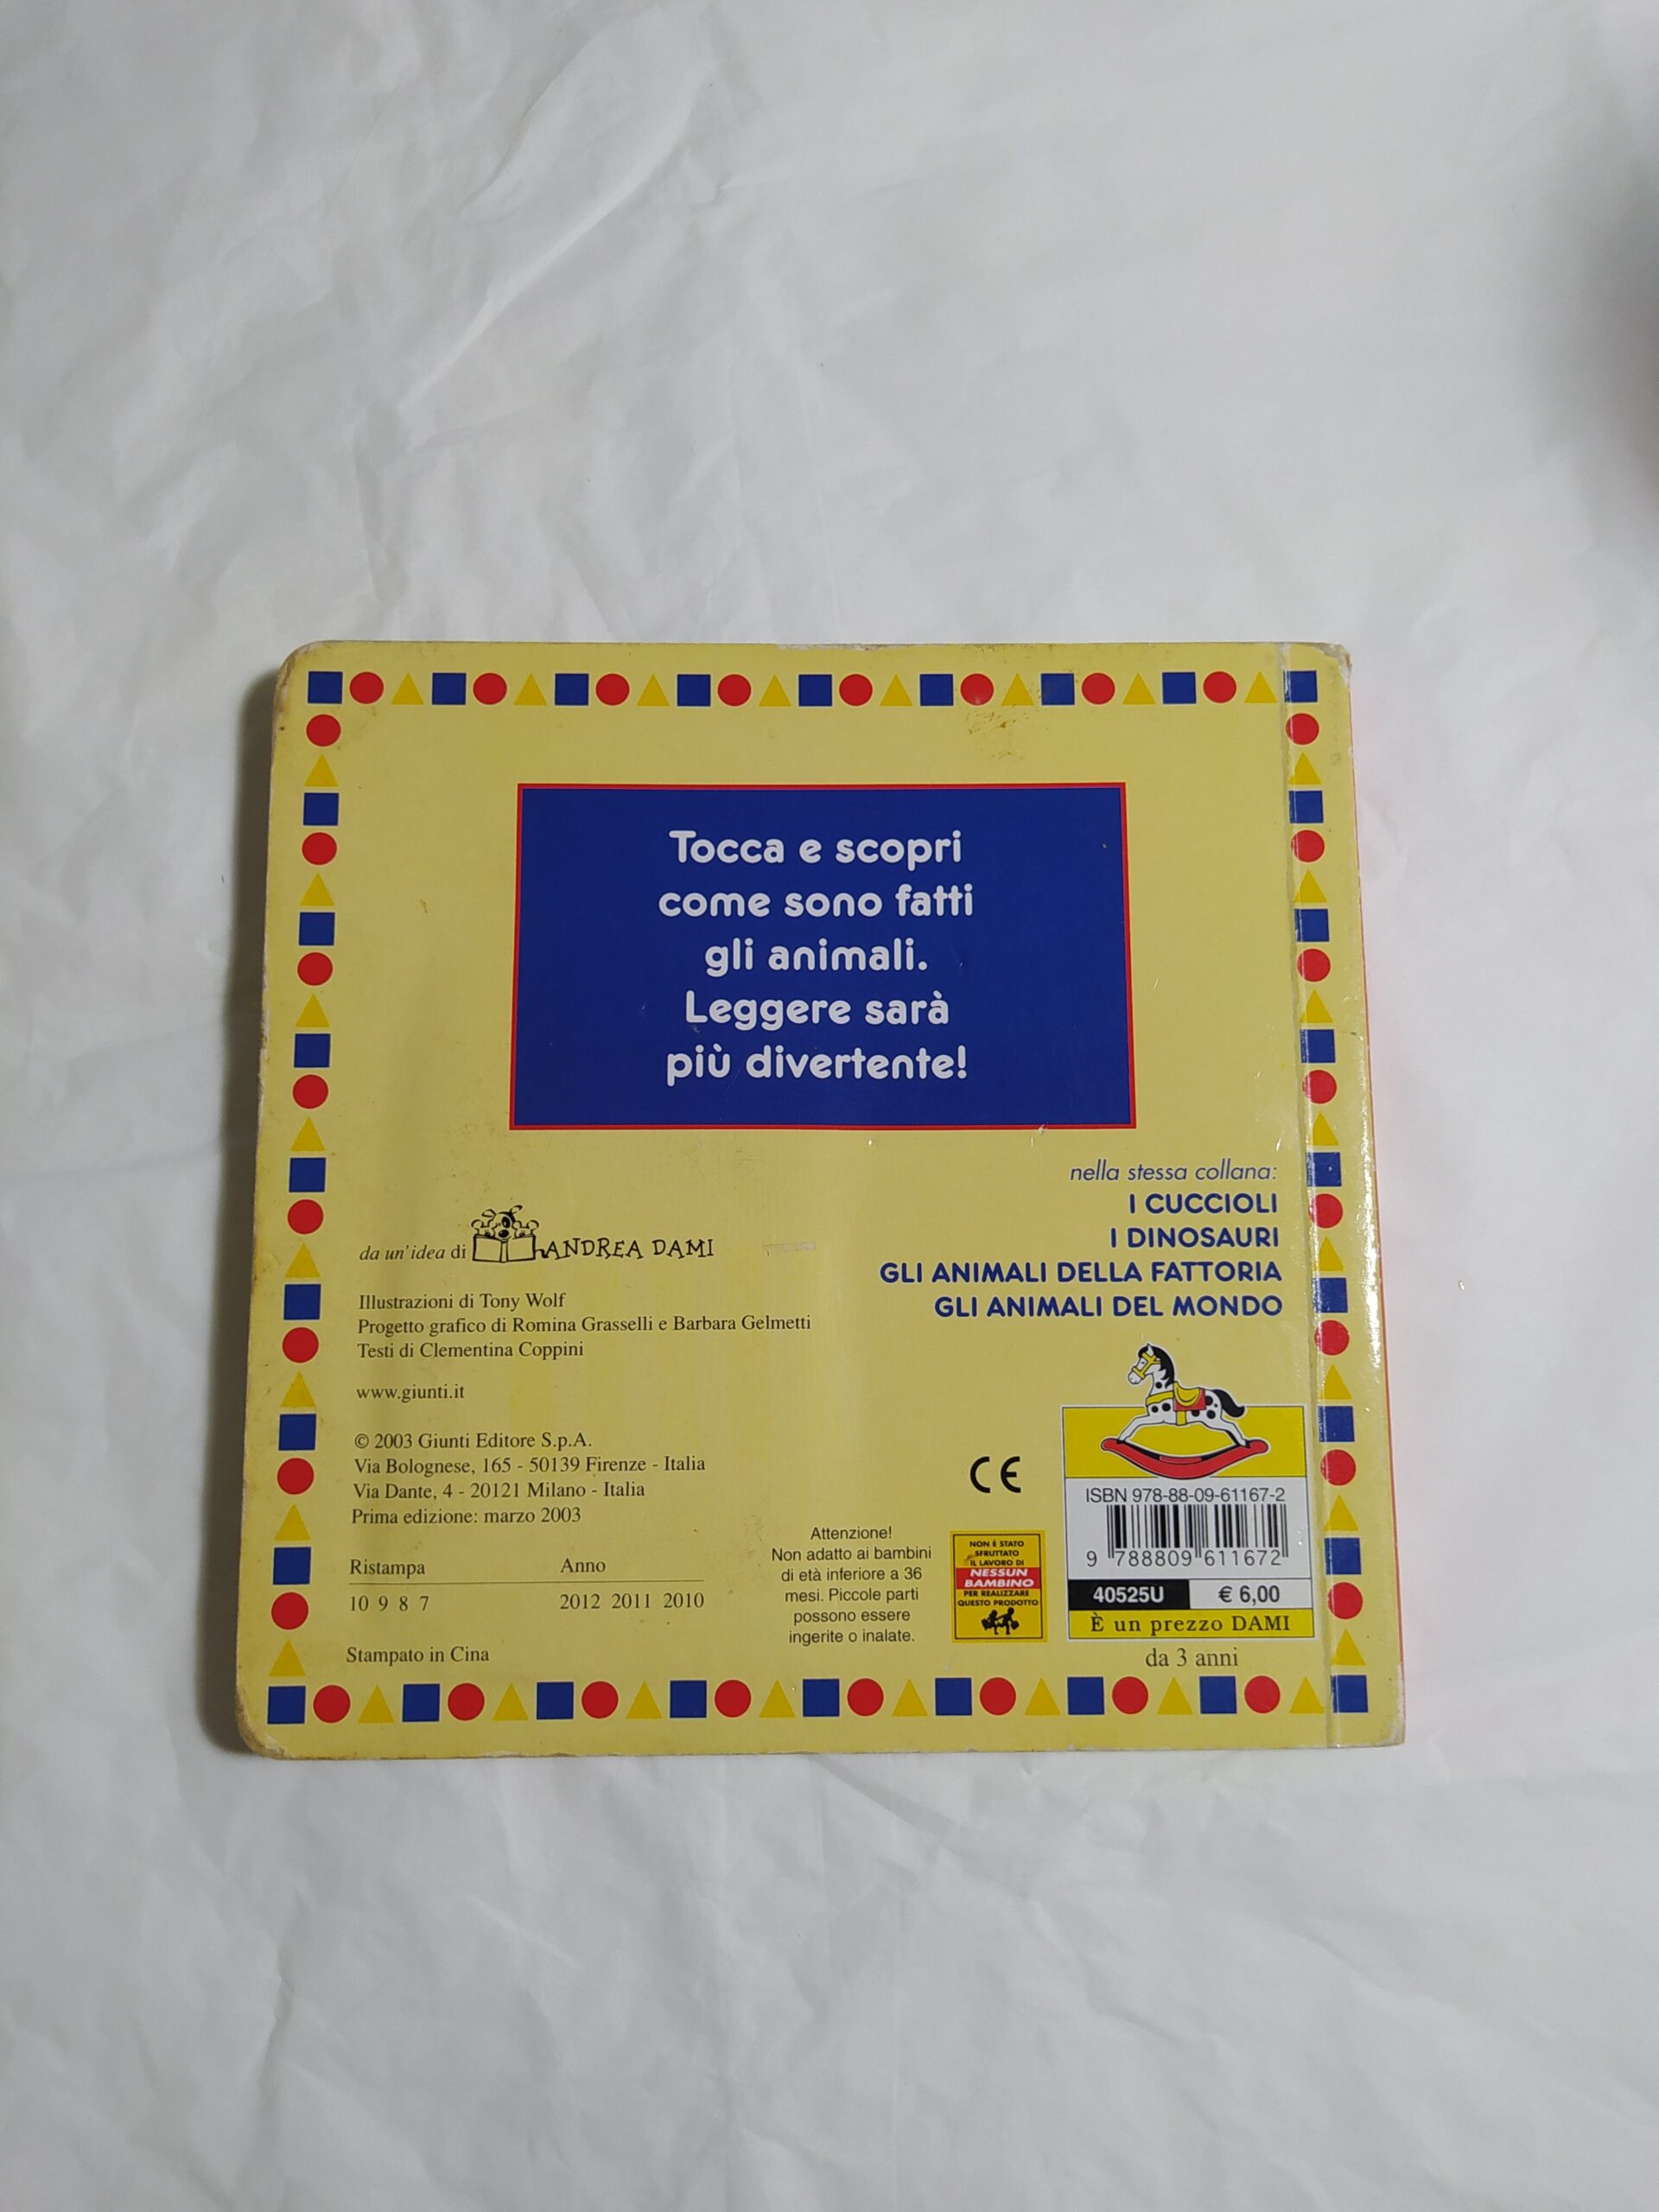 Tocca e scopri
come sono fatti
gli animali.
Leggere sarà
più divertente!
nella stessa collana:
I CUCCIOLI
I DINOSAURI
GLI ANIMALI DELLA FATTORIA
GLI ANIMALI DEL MONDO
da un'idea di ANDREA DAMI
Illustrazioni di Tony Wolf
Progetto grafico di Romina Grasselli e Barbara Gelmetti
Testi di Clementina Coppini
www.giunti.it
© 2003 Giunti Editore S.p.A.
Via Bolognese, 165 - 50139 Firenze - Italia
Via Dante, 4 - 20121 Milano - Italia
Prima edizione: marzo 2003
Ristampa Anno
10 9 8 7 2012 2011 2010
Stampato in Cina
Attenzione!
Non adatto ai bambini
di età inferiore a 36
mesi. Piccole parti
possono essere
ingerite o inalate.
CE
NON È STATO
SFRUTTATO
IL LAVORO DI
NESSUN
BAMBINO
PER REALIZZARE
QUESTO PRODOTTO
ISBN 978-88-09-61167-2
9 788809 611672
40525U € 6,00
È un prezzo DAMI
da 3 anni